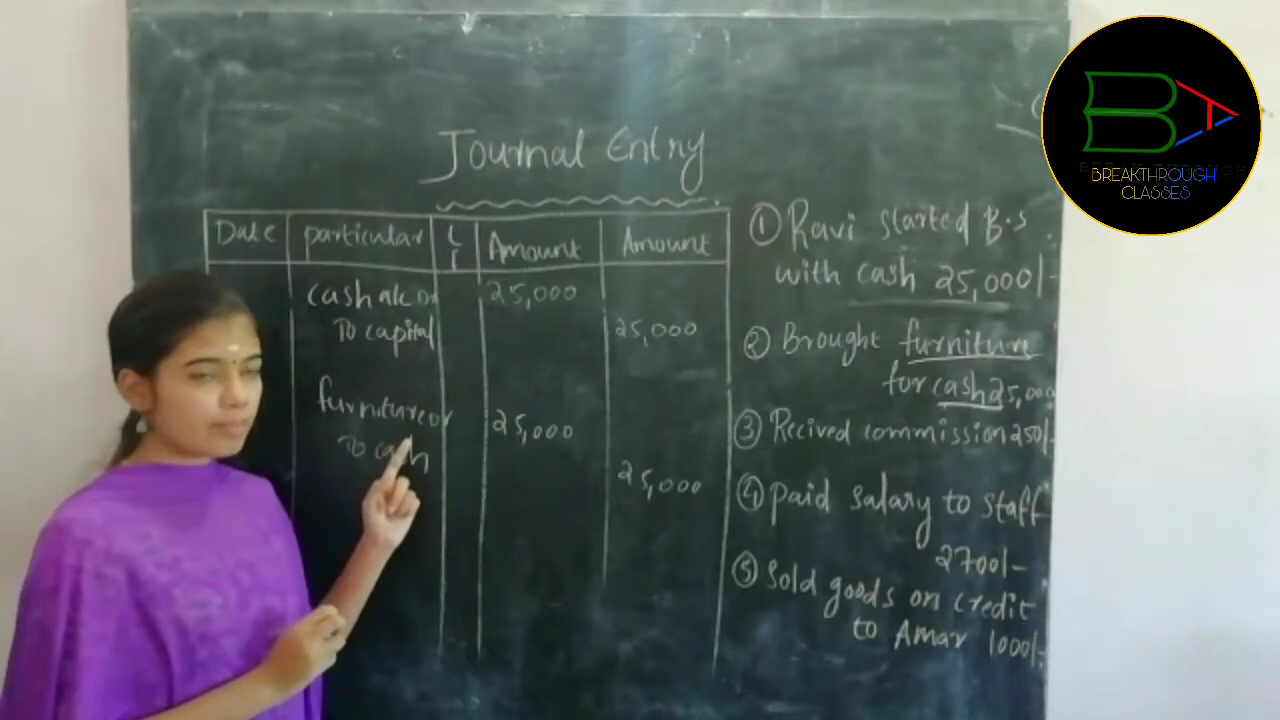 Journal Entry
Date particular L F Amount Amount
cash a/c Dr 25,000
To capital 25,000
furniture Dr 25,000
To cash
25,000
① Ravi started B.s
with cash 25,000/-
② Brought furniture
for cash 25,000
③ Recived commission 250/-
④ paid salary to staff
2700/-
⑤ Sold goods on credit
to Amar 1000/-
BREAKTHROUGH
CLASSES